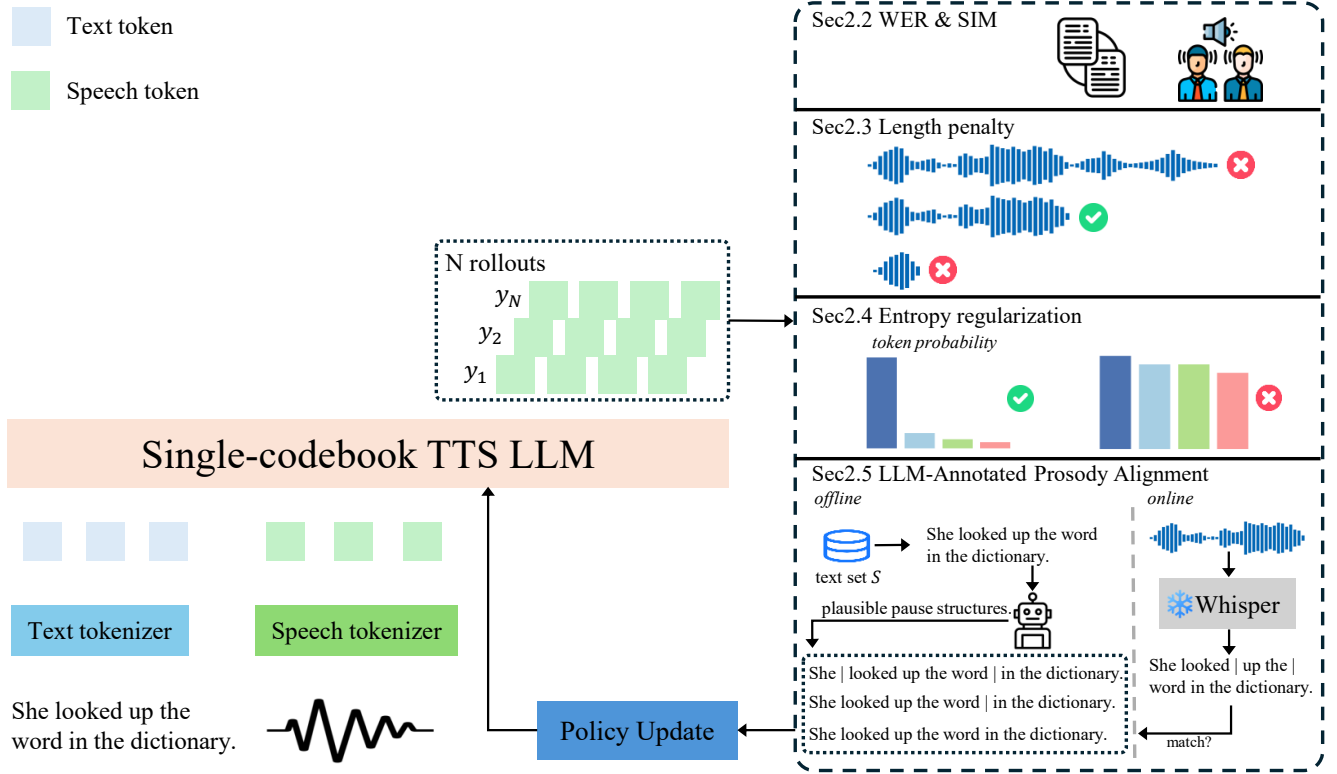 Text token
Speech token
N rollouts
y_N
y_2
y_1
Single-codebook TTS LLM
Text tokenizer
Speech tokenizer
She looked up the
word in the dictionary.
Policy Update
Sec2.2 WER & SIM
Sec2.3 Length penalty
Sec2.4 Entropy regularization
token probability
Sec2.5 LLM-Annotated Prosody Alignment
offline
text set S
She looked up the word
in the dictionary.
plausible pause structures.
She | looked up the word | in the dictionary.
She looked up the word | in the dictionary.
She looked up the word in the dictionary.
online
Whisper
She looked | up the |
word in the dictionary.
match?